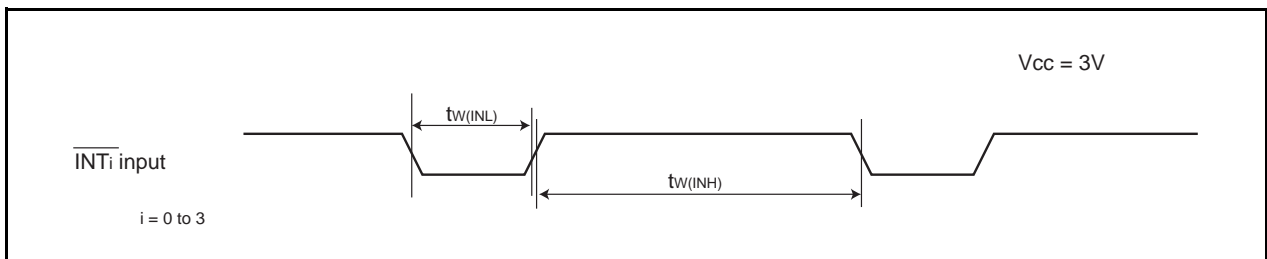 Vcc = 3V
tW(INL)
INTi input
tW(INH)
i = 0 to 3